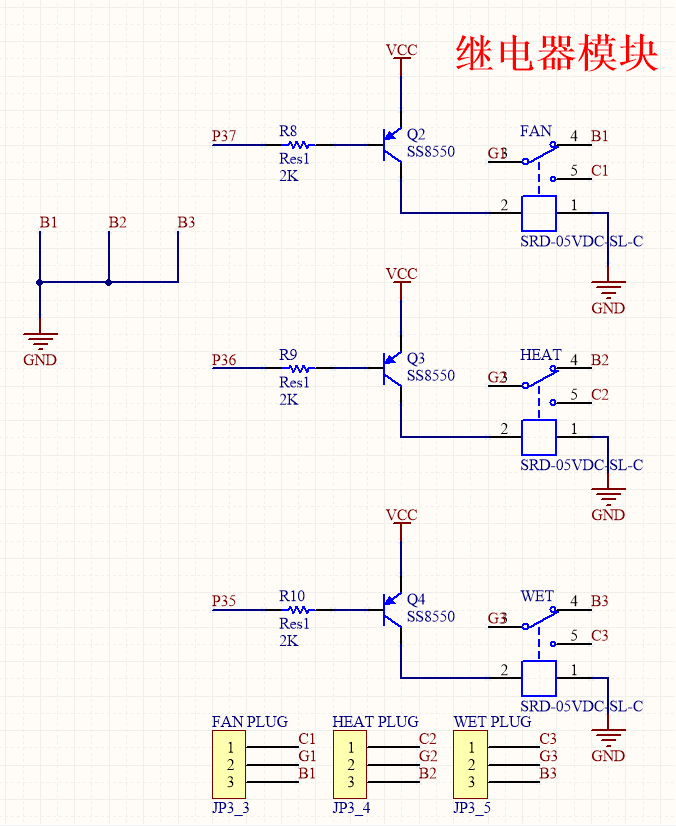 继电器模块
VCC
P37
R8
Res1
2K
Q2
SS8550
FAN
4
B1
G1
5
C1
2
1
SRD-05VDC-SL-C
GND
B1
B2
B3
GND
VCC
P36
R9
Res1
2K
Q3
SS8550
HEAT
4
B2
G2
5
C2
2
1
SRD-05VDC-SL-C
GND
VCC
P35
R10
Res1
2K
Q4
SS8550
WET
4
B3
G3
5
C3
2
1
SRD-05VDC-SL-C
GND
FAN PLUG
1
C1
2
G1
3
B1
JP3_3
HEAT PLUG
1
C2
2
G2
3
B2
JP3_4
WET PLUG
1
C3
2
G3
3
B3
JP3_5